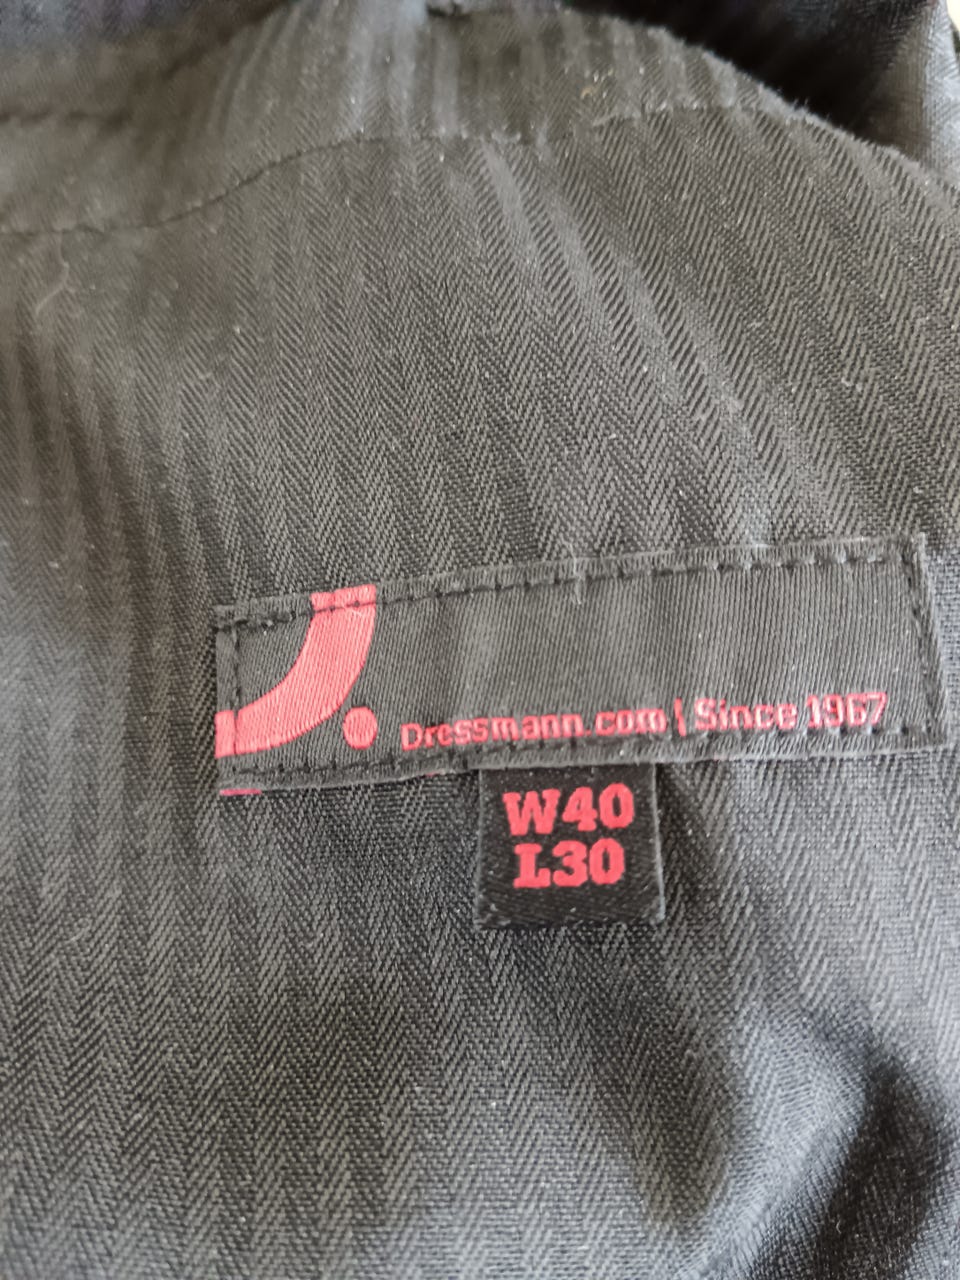 Dressmann.com | Since 1967
W40
L30